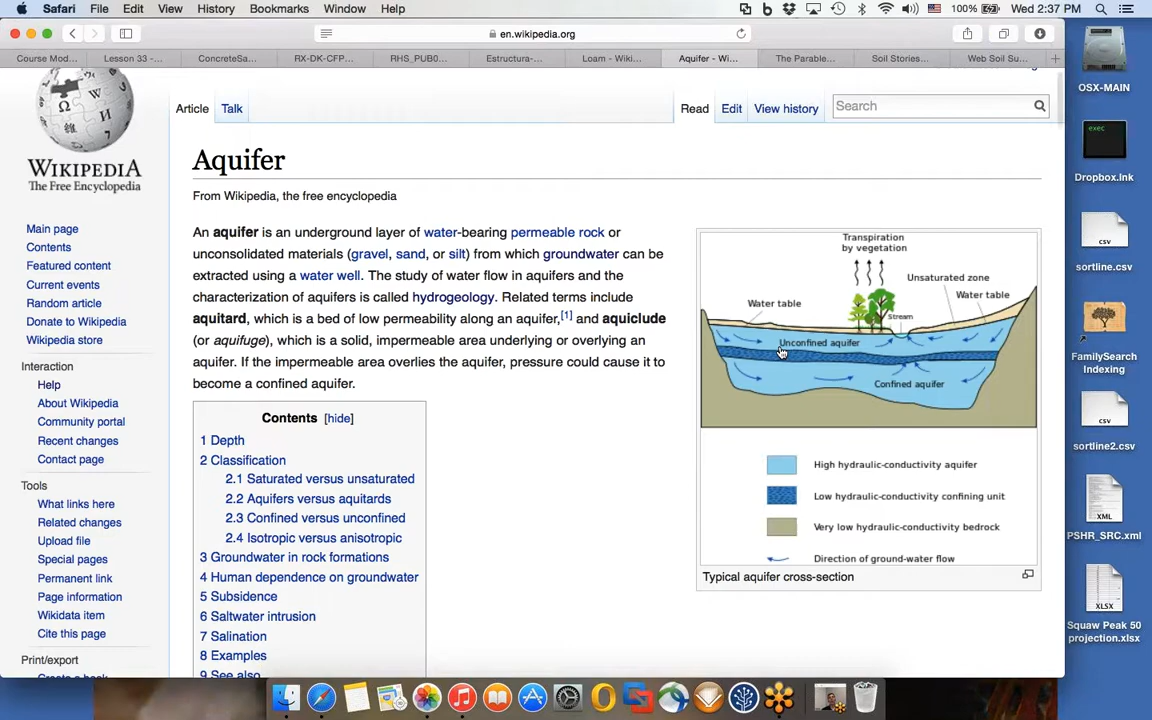 Safari File Edit View History Bookmarks Window Help 100% Wed 2:37 PM
en.wikipedia.org
Course Mod... Lesson 33 -... ConcreteSa... RX-DK-CFP... RHS_PUB0... Estructura-... Loam - Wiki... Aquifer - Wi... The Parable... Soil Stories... Web Soil Su...
WIKIPEDIA
The Free Encyclopedia
Main page
Contents
Featured content
Current events
Random article
Donate to Wikipedia
Wikipedia store
Interaction
Help
About Wikipedia
Community portal
Recent changes
Contact page
Tools
What links here
Related changes
Upload file
Special pages
Permanent link
Page information
Wikidata item
Cite this page
Print/export
Article Talk Read Edit View history Search
Aquifer
From Wikipedia, the free encyclopedia
An aquifer is an underground layer of water-bearing permeable rock or
unconsolidated materials (gravel, sand, or silt) from which groundwater can be
extracted using a water well. The study of water flow in aquifers and the
characterization of aquifers is called hydrogeology. Related terms include
aquitard, which is a bed of low permeability along an aquifer,[1] and aquiclude
(or aquifuge), which is a solid, impermeable area underlying or overlying an
aquifer. If the impermeable area overlies the aquifer, pressure could cause it to
become a confined aquifer.
Contents [hide]
1 Depth
2 Classification
2.1 Saturated versus unsaturated
2.2 Aquifers versus aquitards
2.3 Confined versus unconfined
2.4 Isotropic versus anisotropic
3 Groundwater in rock formations
4 Human dependence on groundwater
5 Subsidence
6 Saltwater intrusion
7 Salination
8 Examples
9 See also
Transpiration
by vegetation
Unsaturated zone
Water table
Water table
Stream
Unconfined aquifer
Confined aquifer
High hydraulic-conductivity aquifer
Low hydraulic-conductivity confining unit
Very low hydraulic-conductivity bedrock
Direction of ground-water flow
Typical aquifer cross-section
OSX-MAIN
exec
Dropbox.lnk
csv
sortline.csv
FamilySearch
Indexing
csv
sortline2.csv
XML
PSHR_SRC.xml
XLSX
Squaw Peak 50
projection.xlsx